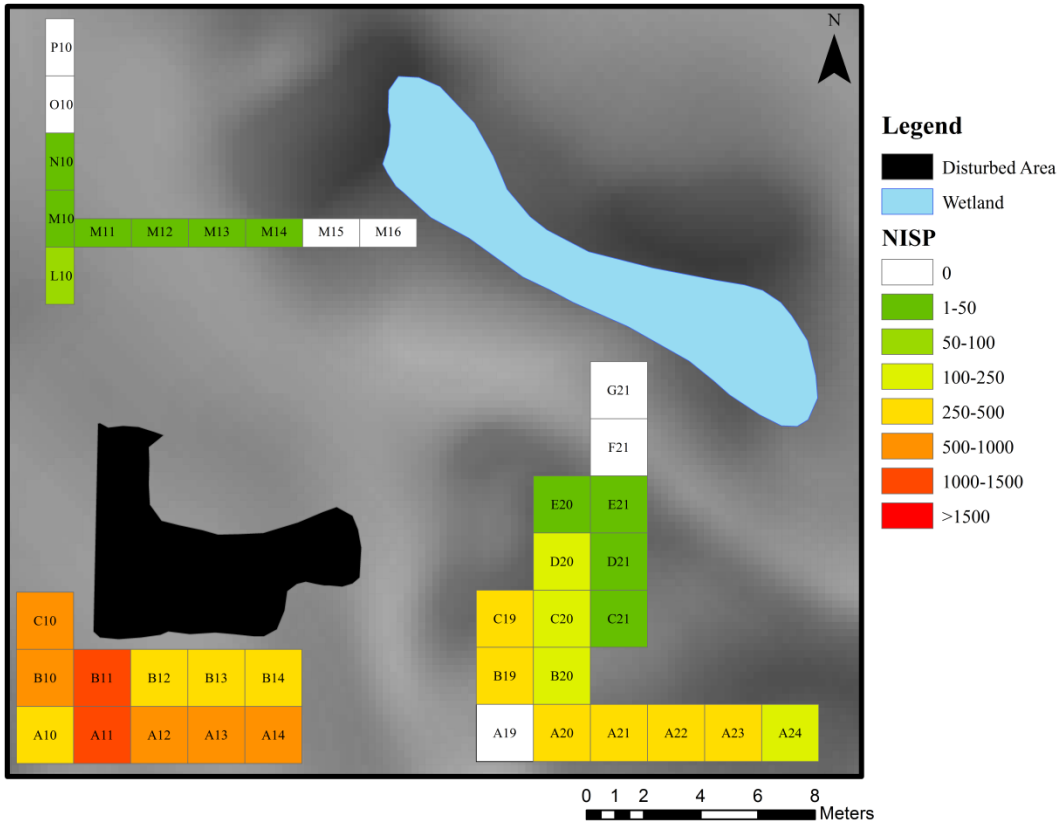 N
P10
O10
N10
M10
M11 M12 M13 M14 M15 M16
L10
G21
F21
E20 E21
D20 D21
C10 C19 C20 C21
B10 B11 B12 B13 B14 B19 B20
A10 A11 A12 A13 A14 A19 A20 A21 A22 A23 A24
Legend
Disturbed Area
Wetland
NISP
0
1-50
50-100
100-250
250-500
500-1000
1000-1500
>1500
0 1 2 4 6 8
Meters